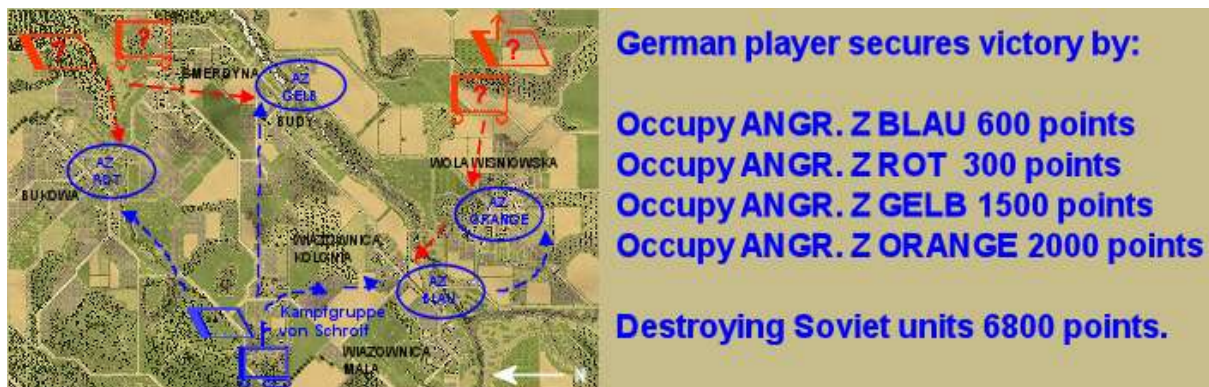 ?
?
?
?
SMERDYNA
AZ
GELB
SUDY
AZ
ROT
BUKOWA
WOLA WISNIOWSKA
AZ
ORANGE
WIAZOWNICA
KOLONIA
AZ
BLAU
Kampfgruppe
von Schroif
WIAZOWNICA
MALA
N
German player secures victory by:
Occupy ANGR. Z BLAU 600 points
Occupy ANGR. Z ROT 300 points
Occupy ANGR. Z GELB 1500 points
Occupy ANGR. Z ORANGE 2000 points
Destroying Soviet units 6800 points.